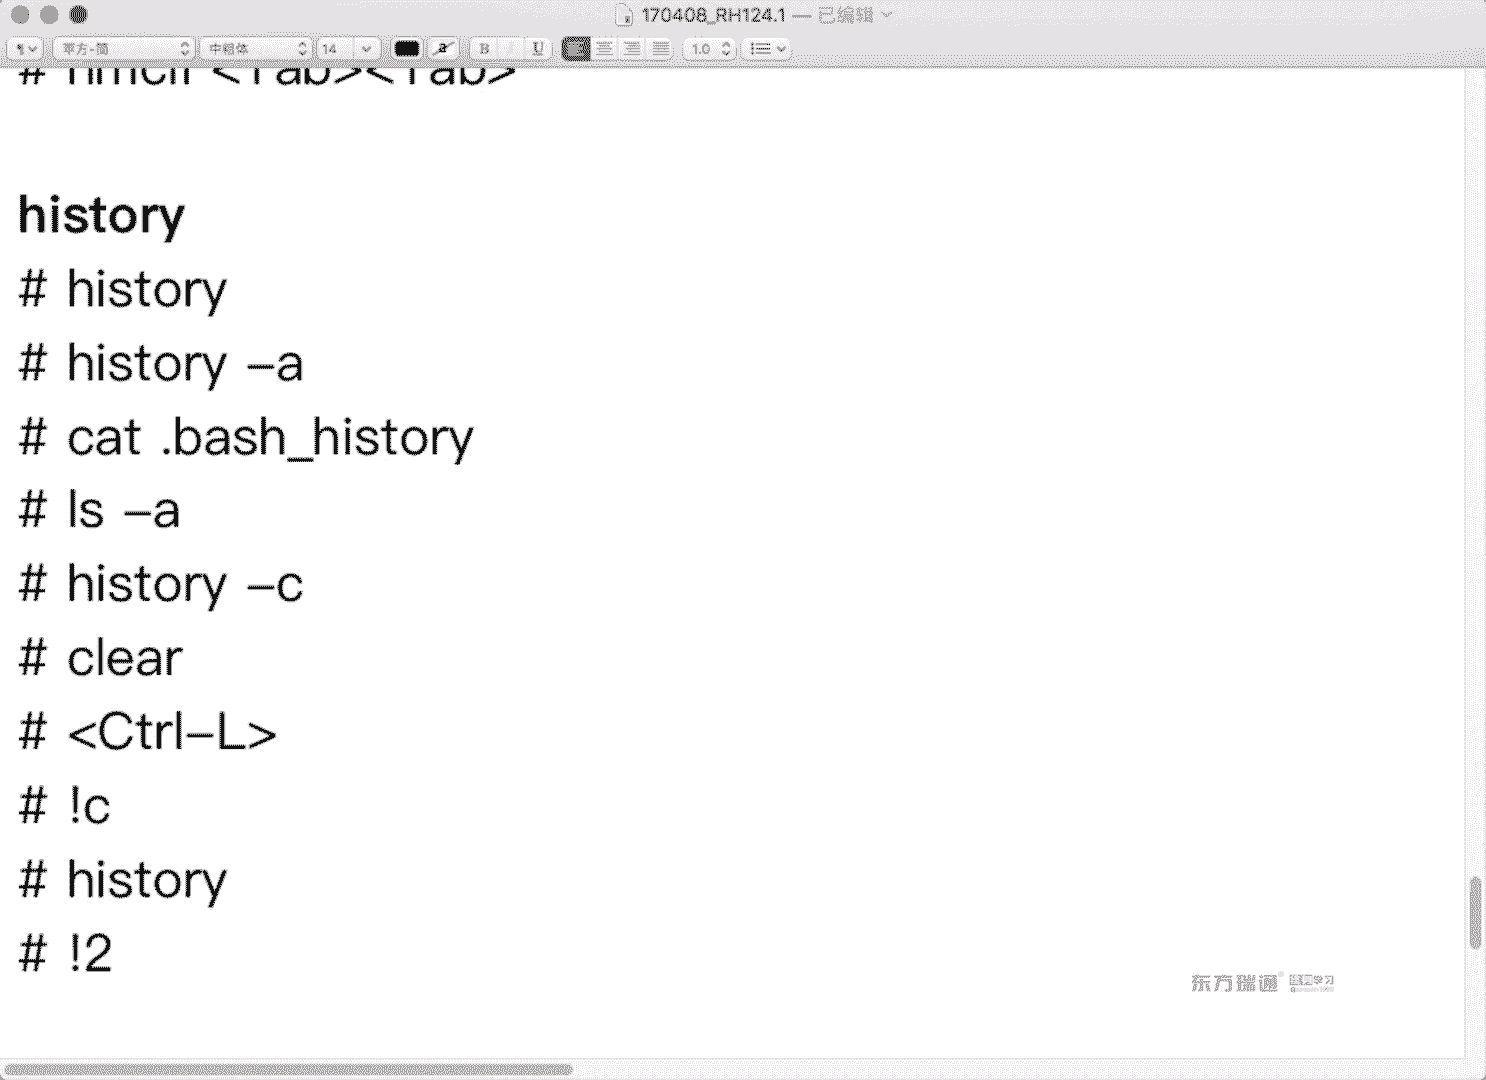 170408_RH124.1 — 已编辑
苹方-简 中粗体 14 a B I U 1.0
# nmcli <Tab><Tab>
history
# history
# history –a
# cat .bash_history
# ls –a
# history –c
# clear
# <Ctrl–L>
# !c
# history
# !2
东方瑞通